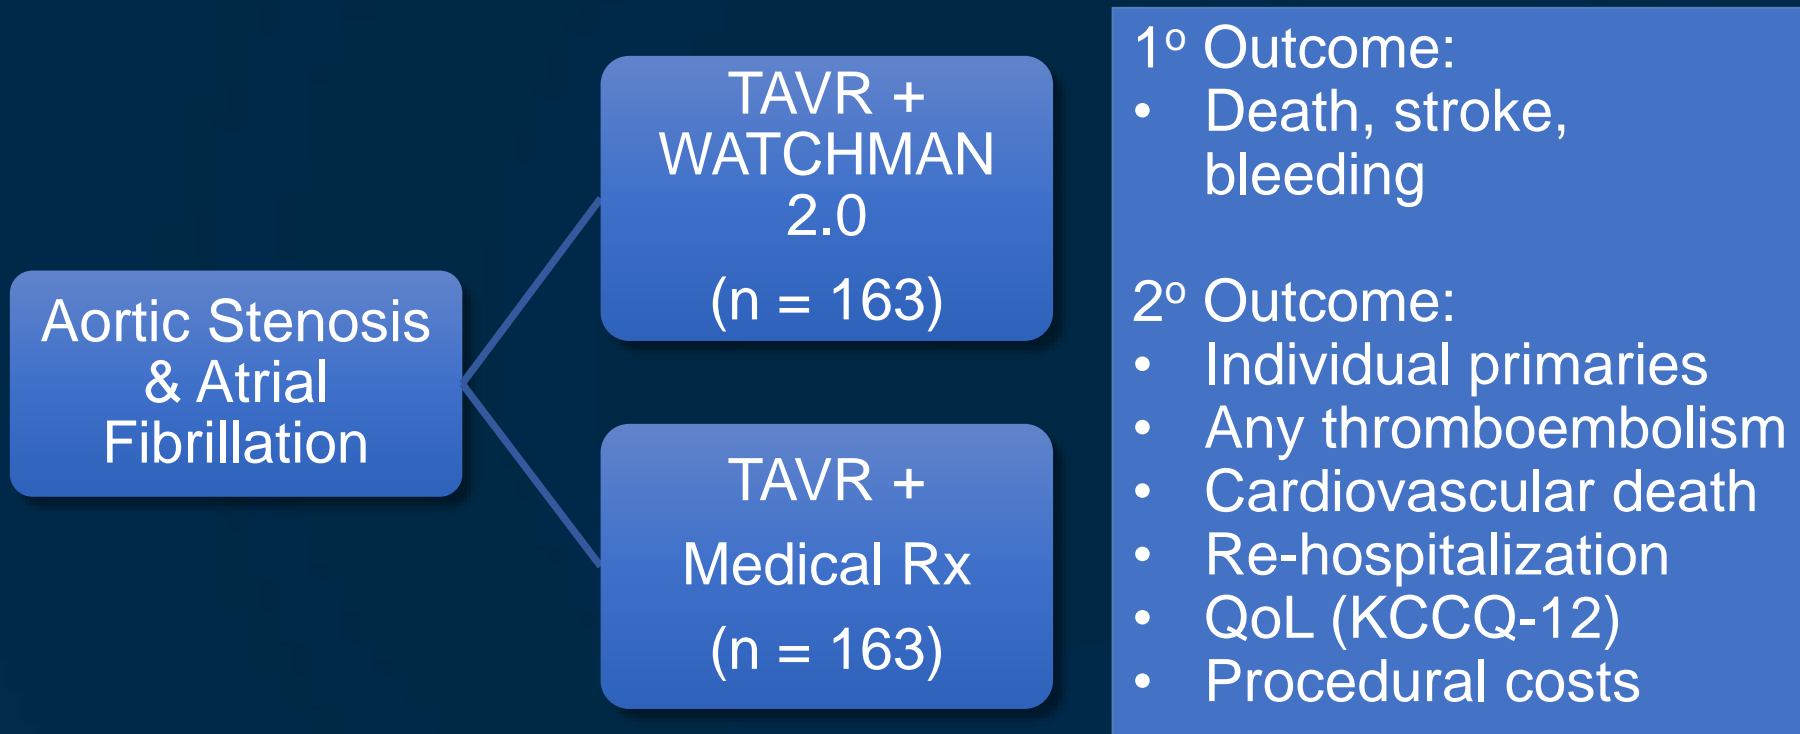 Aortic Stenosis
& Atrial
Fibrillation
TAVR +
WATCHMAN
2.0
(n = 163)
TAVR +
Medical Rx
(n = 163)
1º Outcome:
• Death, stroke,
bleeding
2º Outcome:
• Individual primaries
• Any thromboembolism
• Cardiovascular death
• Re-hospitalization
• QoL (KCCQ-12)
• Procedural costs